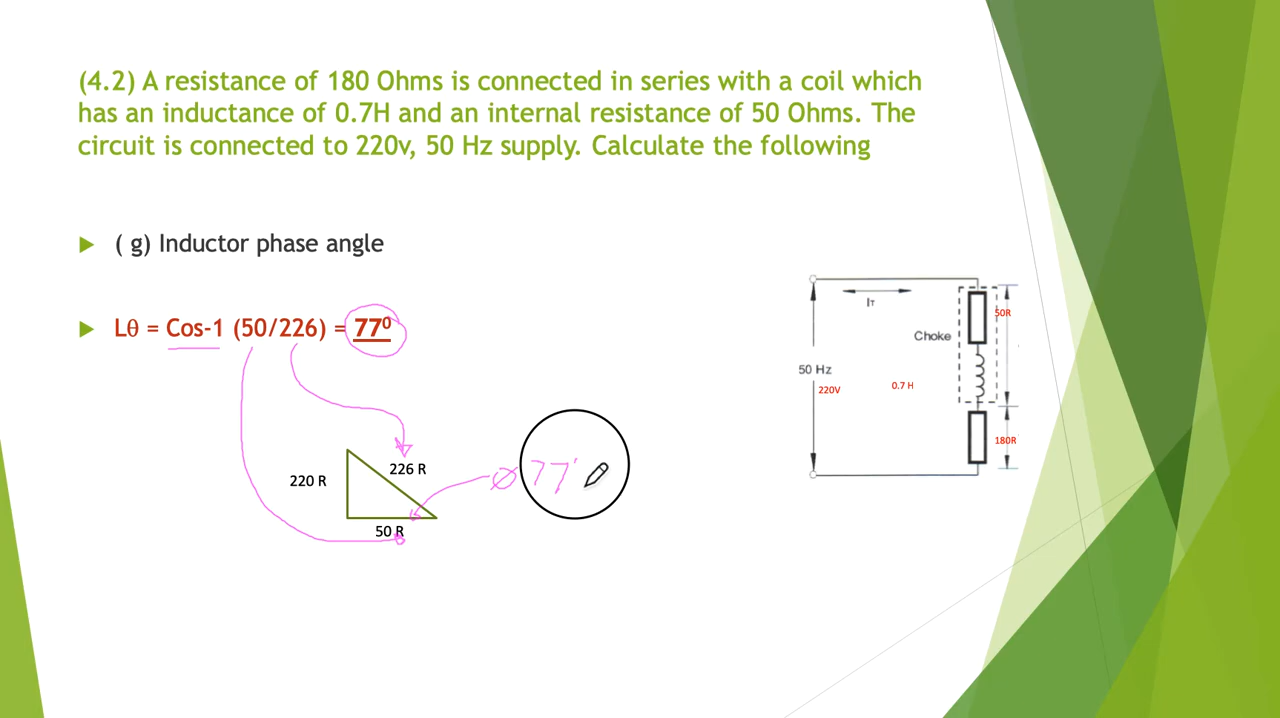 (4.2) A resistance of 180 Ohms is connected in series with a coil which
has an inductance of 0.7H and an internal resistance of 50 Ohms. The
circuit is connected to 220v, 50 Hz supply. Calculate the following
( g) Inductor phase angle
Lθ = Cos-1 (50/226) = 77⁰
220 R
226 R
50 R
∅ 77°
IT
50R
Choke
50 Hz
220V
0.7 H
180R